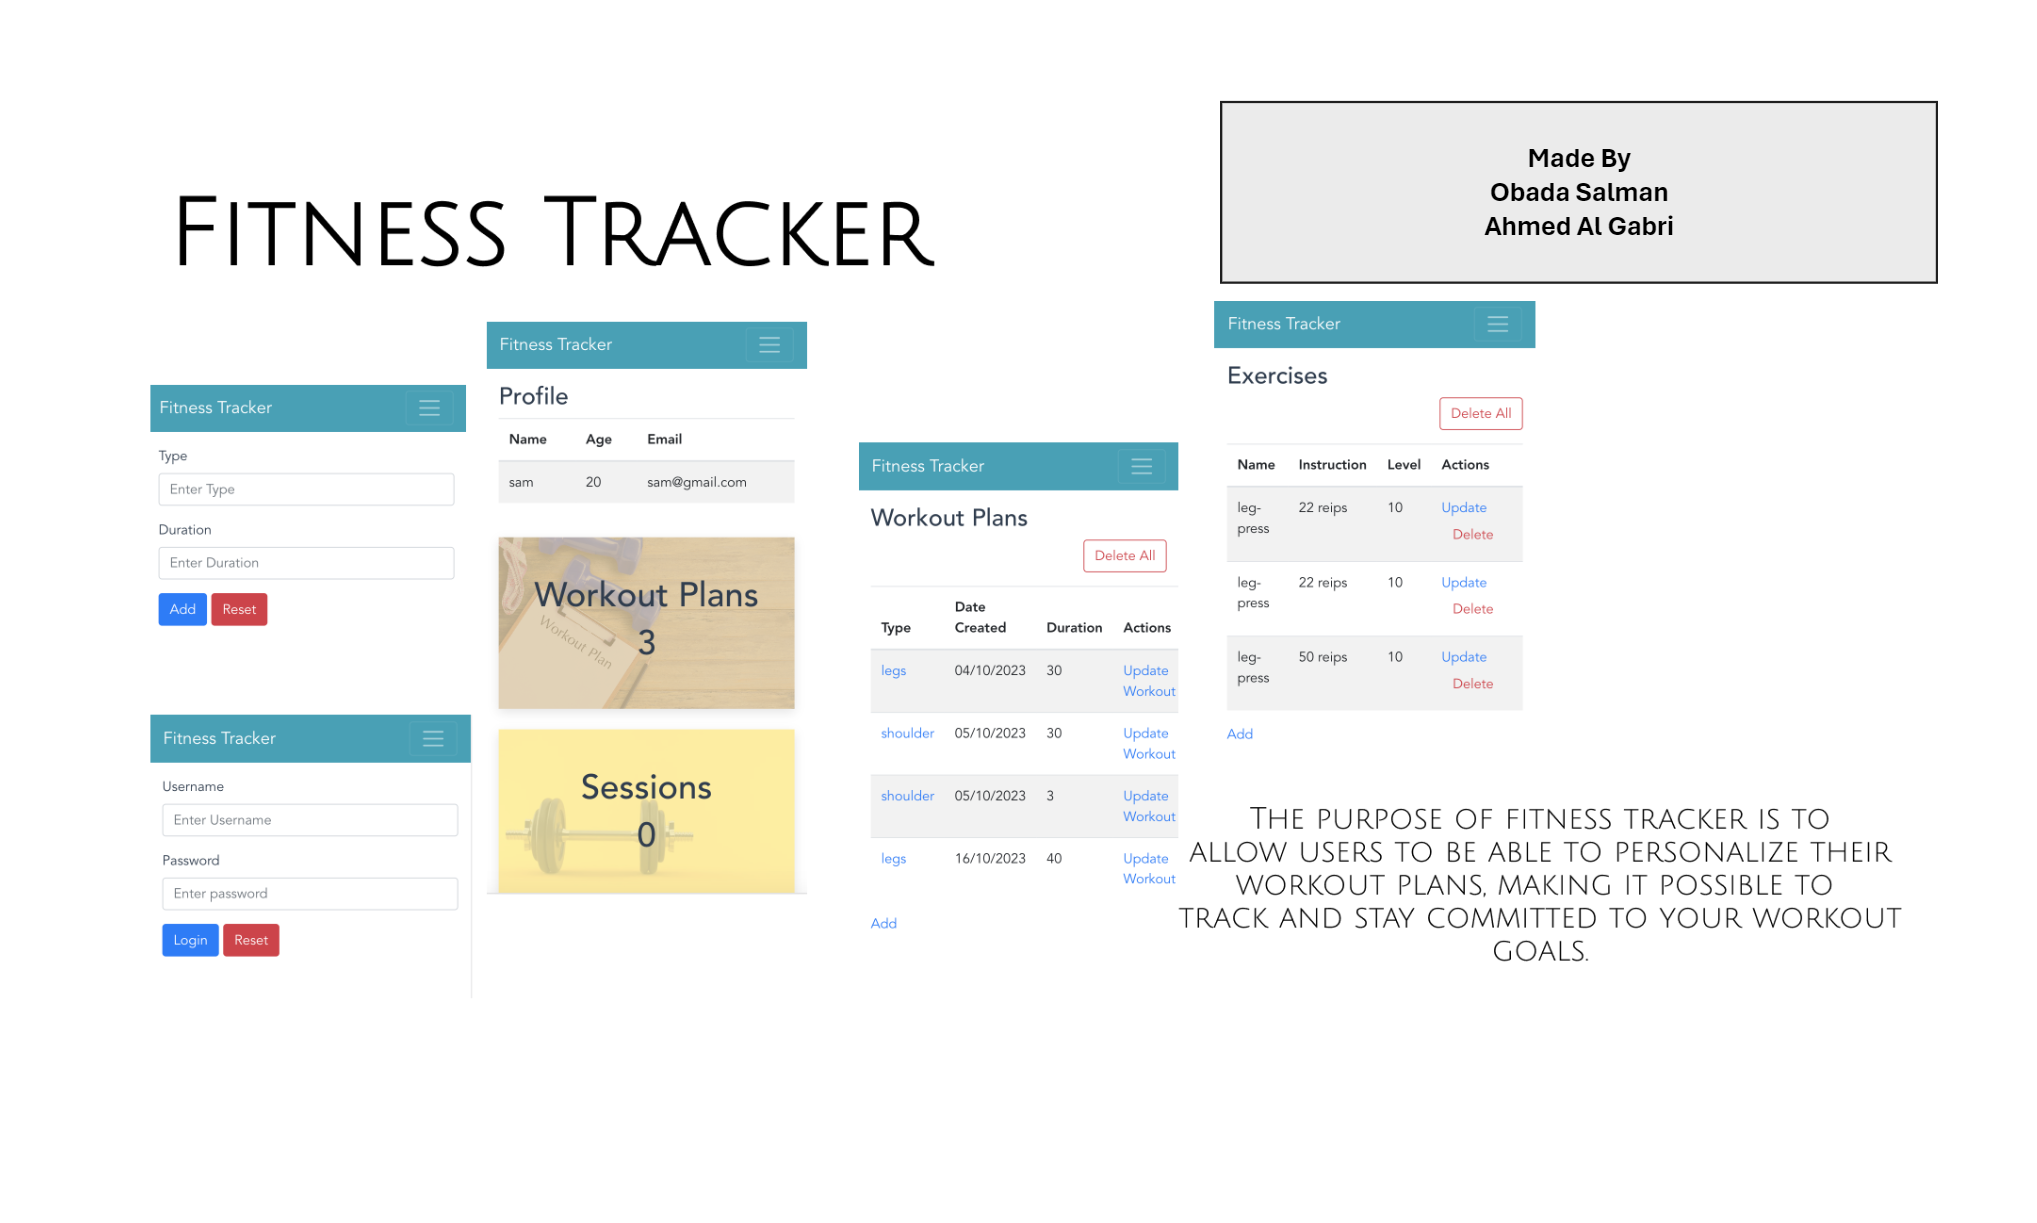 Fitness Tracker
Made By
Obada Salman
Ahmed Al Gabri
Fitness Tracker
Type
Enter Type
Duration
Enter Duration
Add Reset
Fitness Tracker
Username
Enter Username
Password
Enter password
Login Reset
Fitness Tracker
Profile
Name Age Email
sam 20 sam@gmail.com
Workout Plans
3
Workout Plan
Sessions
0
Fitness Tracker
Workout Plans
Delete All
Type Date Created Duration Actions
legs 04/10/2023 30 Update Workout
shoulder 05/10/2023 30 Update Workout
shoulder 05/10/2023 3 Update Workout
legs 16/10/2023 40 Update Workout
Add
Fitness Tracker
Exercises
Delete All
Name Instruction Level Actions
leg-press 22 reips 10 Update Delete
leg-press 22 reips 10 Update Delete
leg-press 50 reips 10 Update Delete
Add
The purpose of fitness tracker is to
allow users to be able to personalize their
workout plans, making it possible to
track and stay committed to your workout
goals.